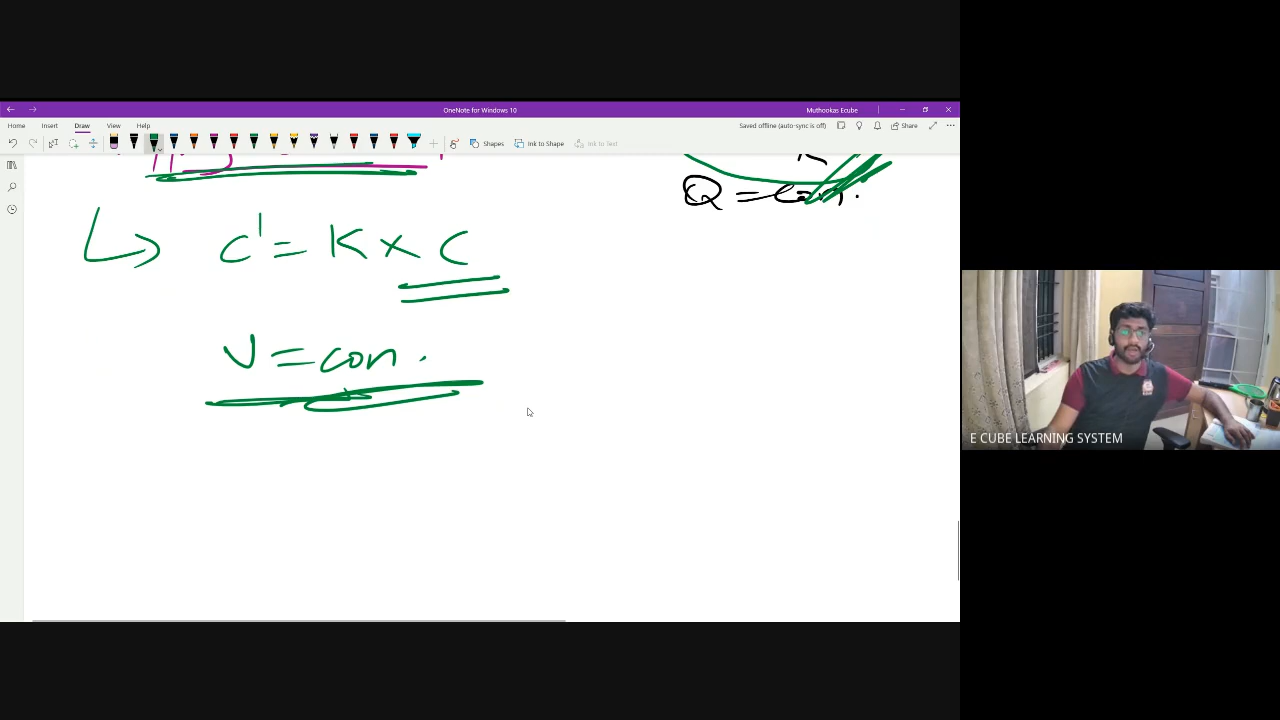 OneNote for Windows 10
Muthookas Ecube
Home Insert Draw View Help
Saved offline (auto-sync is off)
Share
Shapes
Ink to Shape
Ink to Text
Q = con.
C' = K × C
V = con.
E CUBE LEARNING SYSTEM